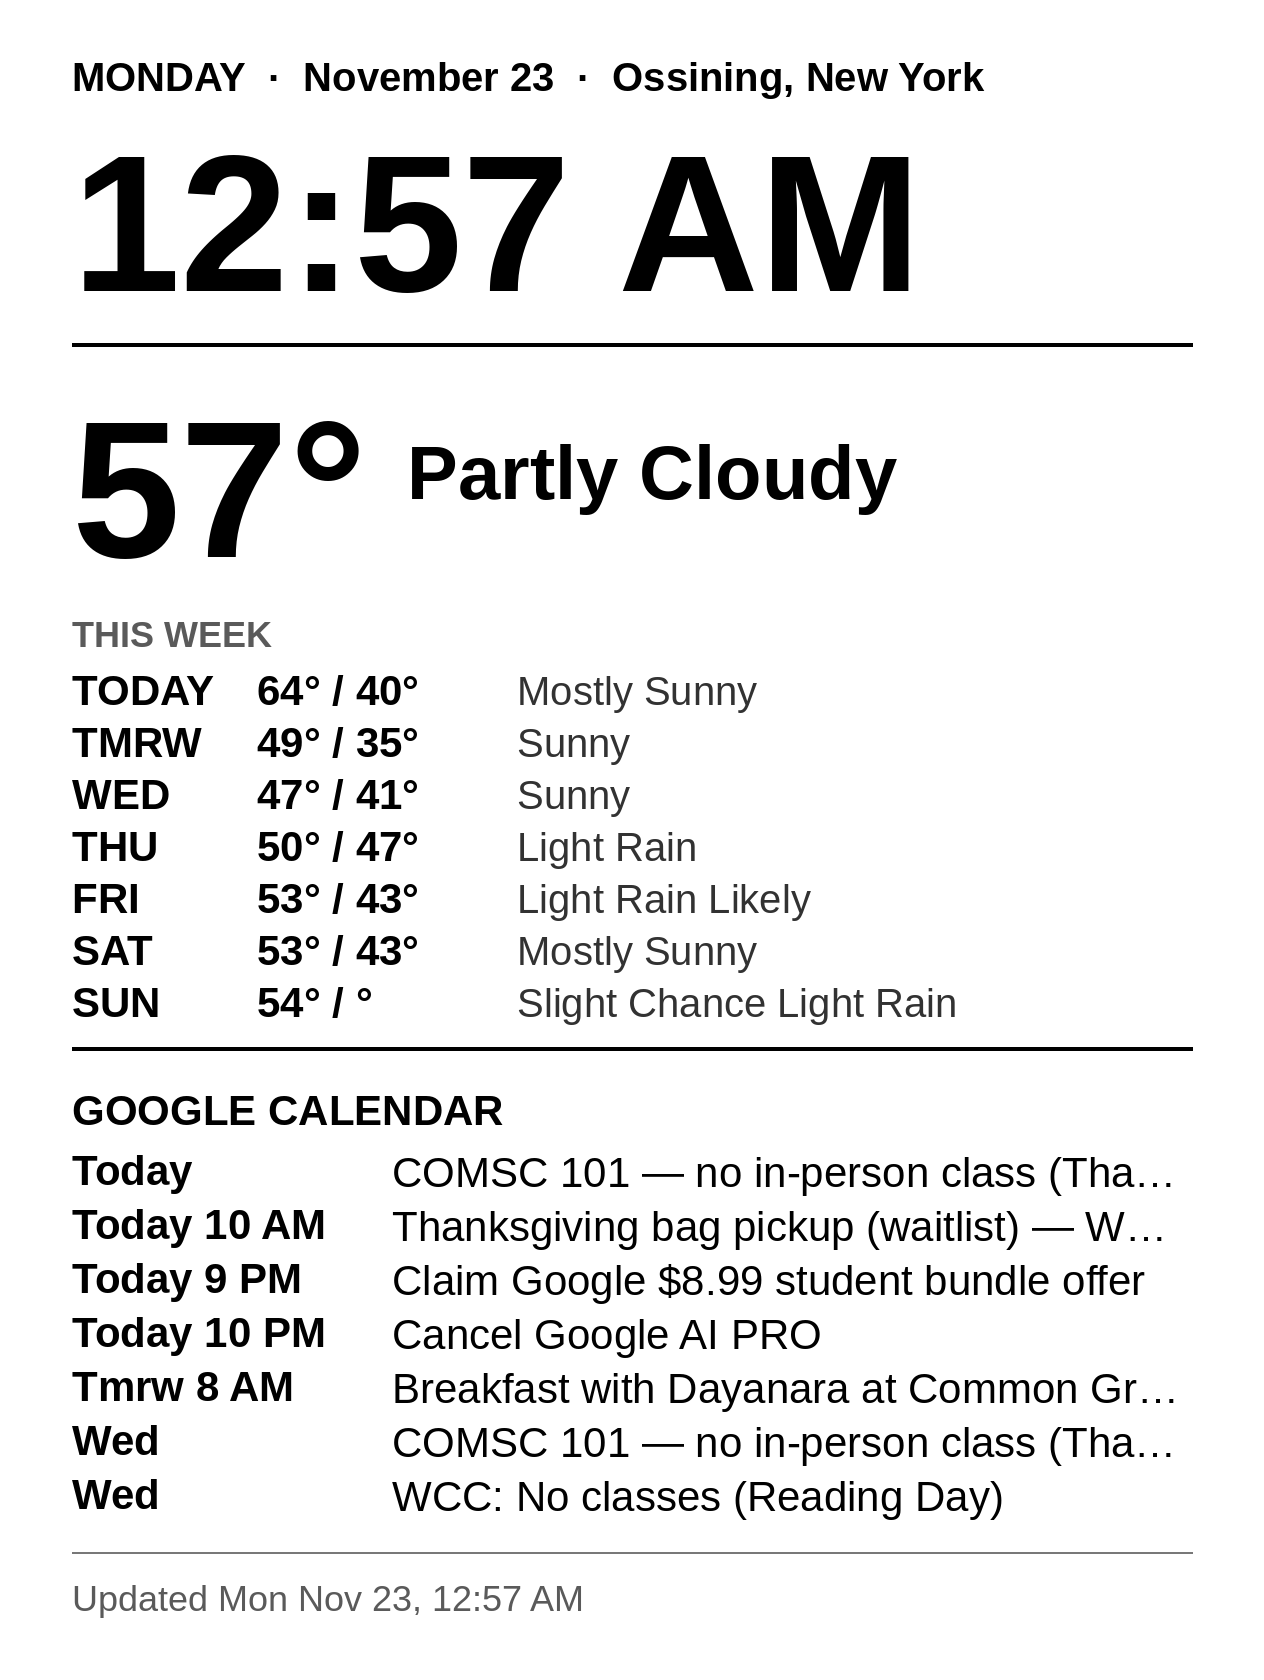 MONDAY · November 23 · Ossining, New York
12:57 AM
57° Partly Cloudy
THIS WEEK
TODAY 64° / 40° Mostly Sunny
TMRW 49° / 35° Sunny
WED 47° / 41° Sunny
THU 50° / 47° Light Rain
FRI 53° / 43° Light Rain Likely
SAT 53° / 43° Mostly Sunny
SUN 54° / ° Slight Chance Light Rain
GOOGLE CALENDAR
Today COMSC 101 — no in-person class (Tha…
Today 10 AM Thanksgiving bag pickup (waitlist) — W…
Today 9 PM Claim Google $8.99 student bundle offer
Today 10 PM Cancel Google AI PRO
Tmrw 8 AM Breakfast with Dayanara at Common Gr…
Wed COMSC 101 — no in-person class (Tha…
Wed WCC: No classes (Reading Day)
Updated Mon Nov 23, 12:57 AM